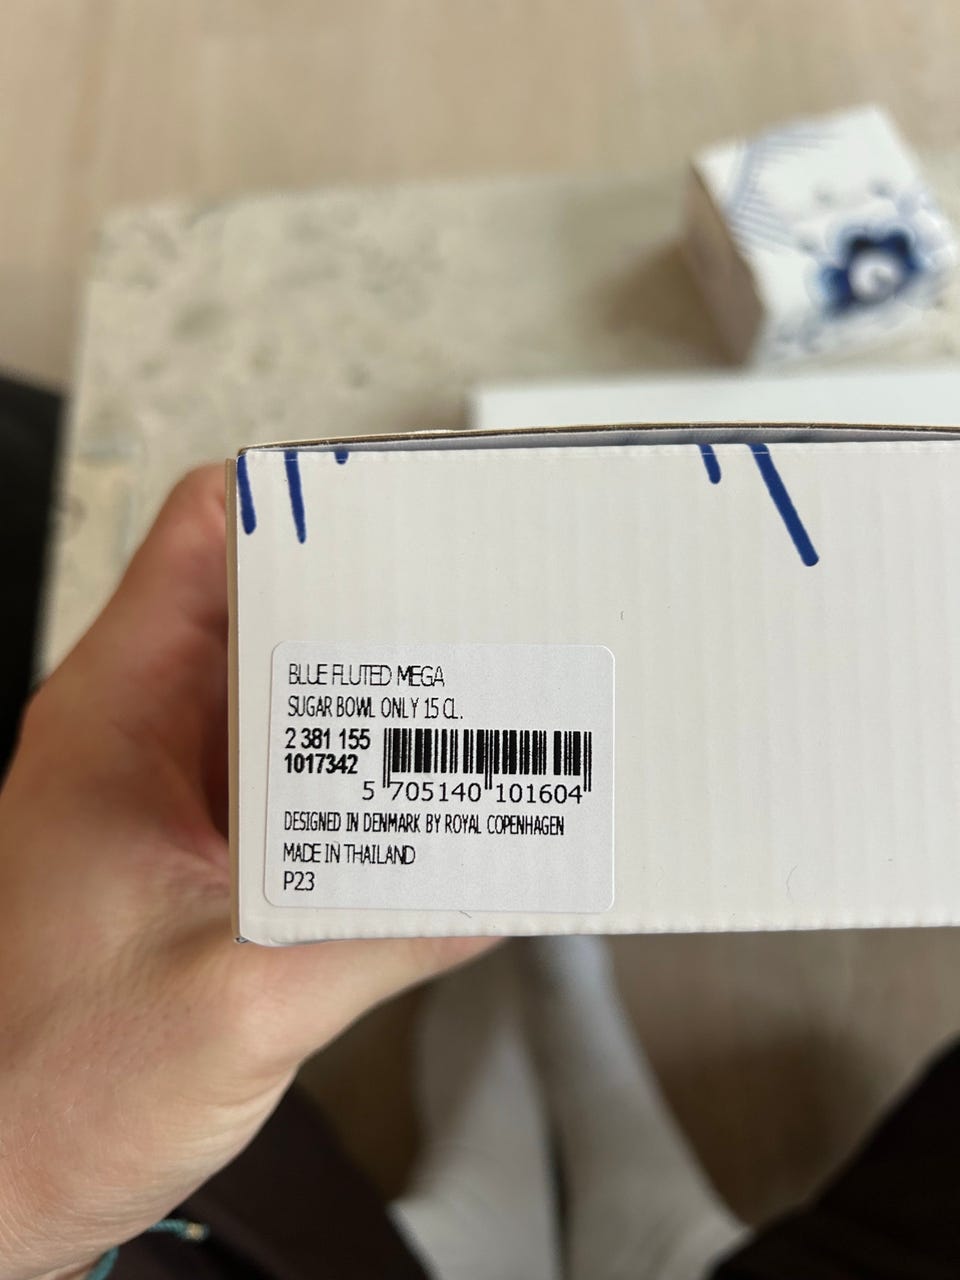 BLUE FLUTED MEGA
SUGAR BOWL ONLY 15 CL.
2 381 155
1017342
5 705140 101604
DESIGNED IN DENMARK BY ROYAL COPENHAGEN
MADE IN THAILAND
P23